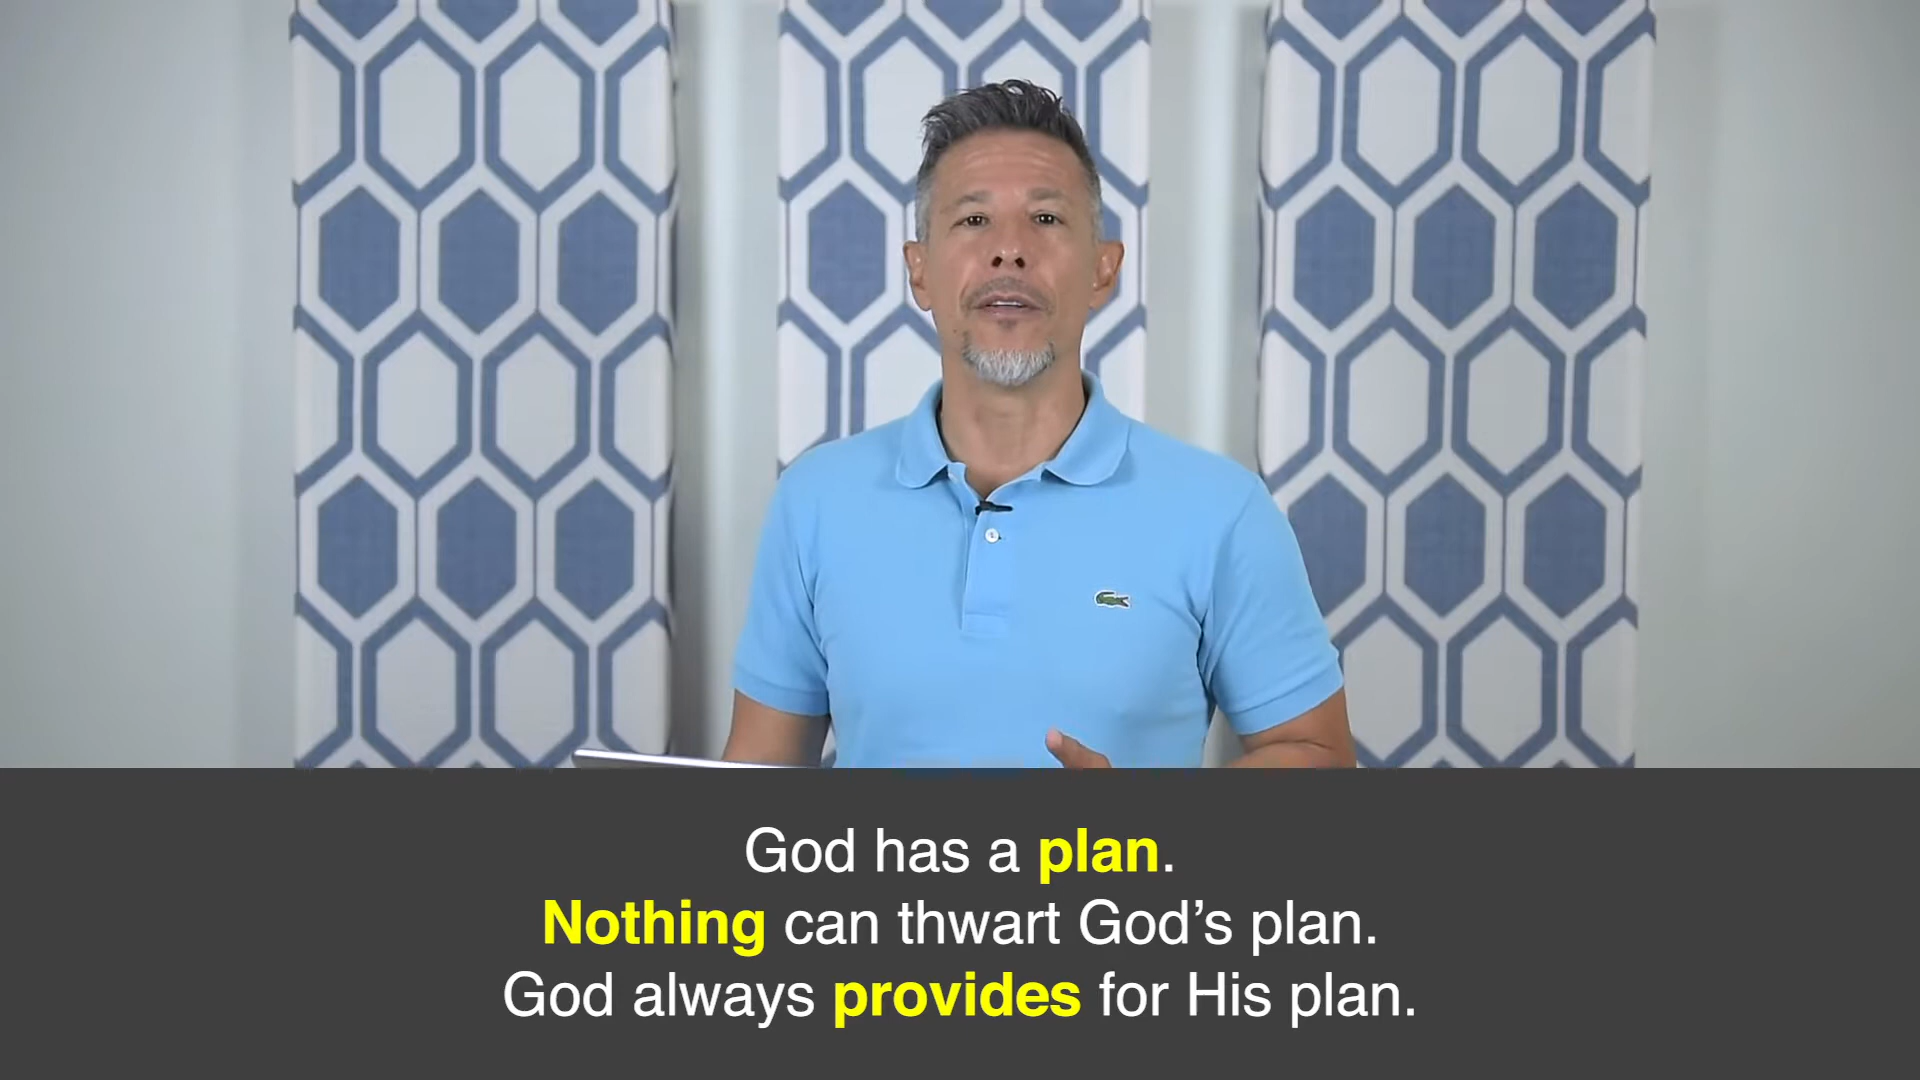 God has a plan.
Nothing can thwart God’s plan.
God always provides for His plan.